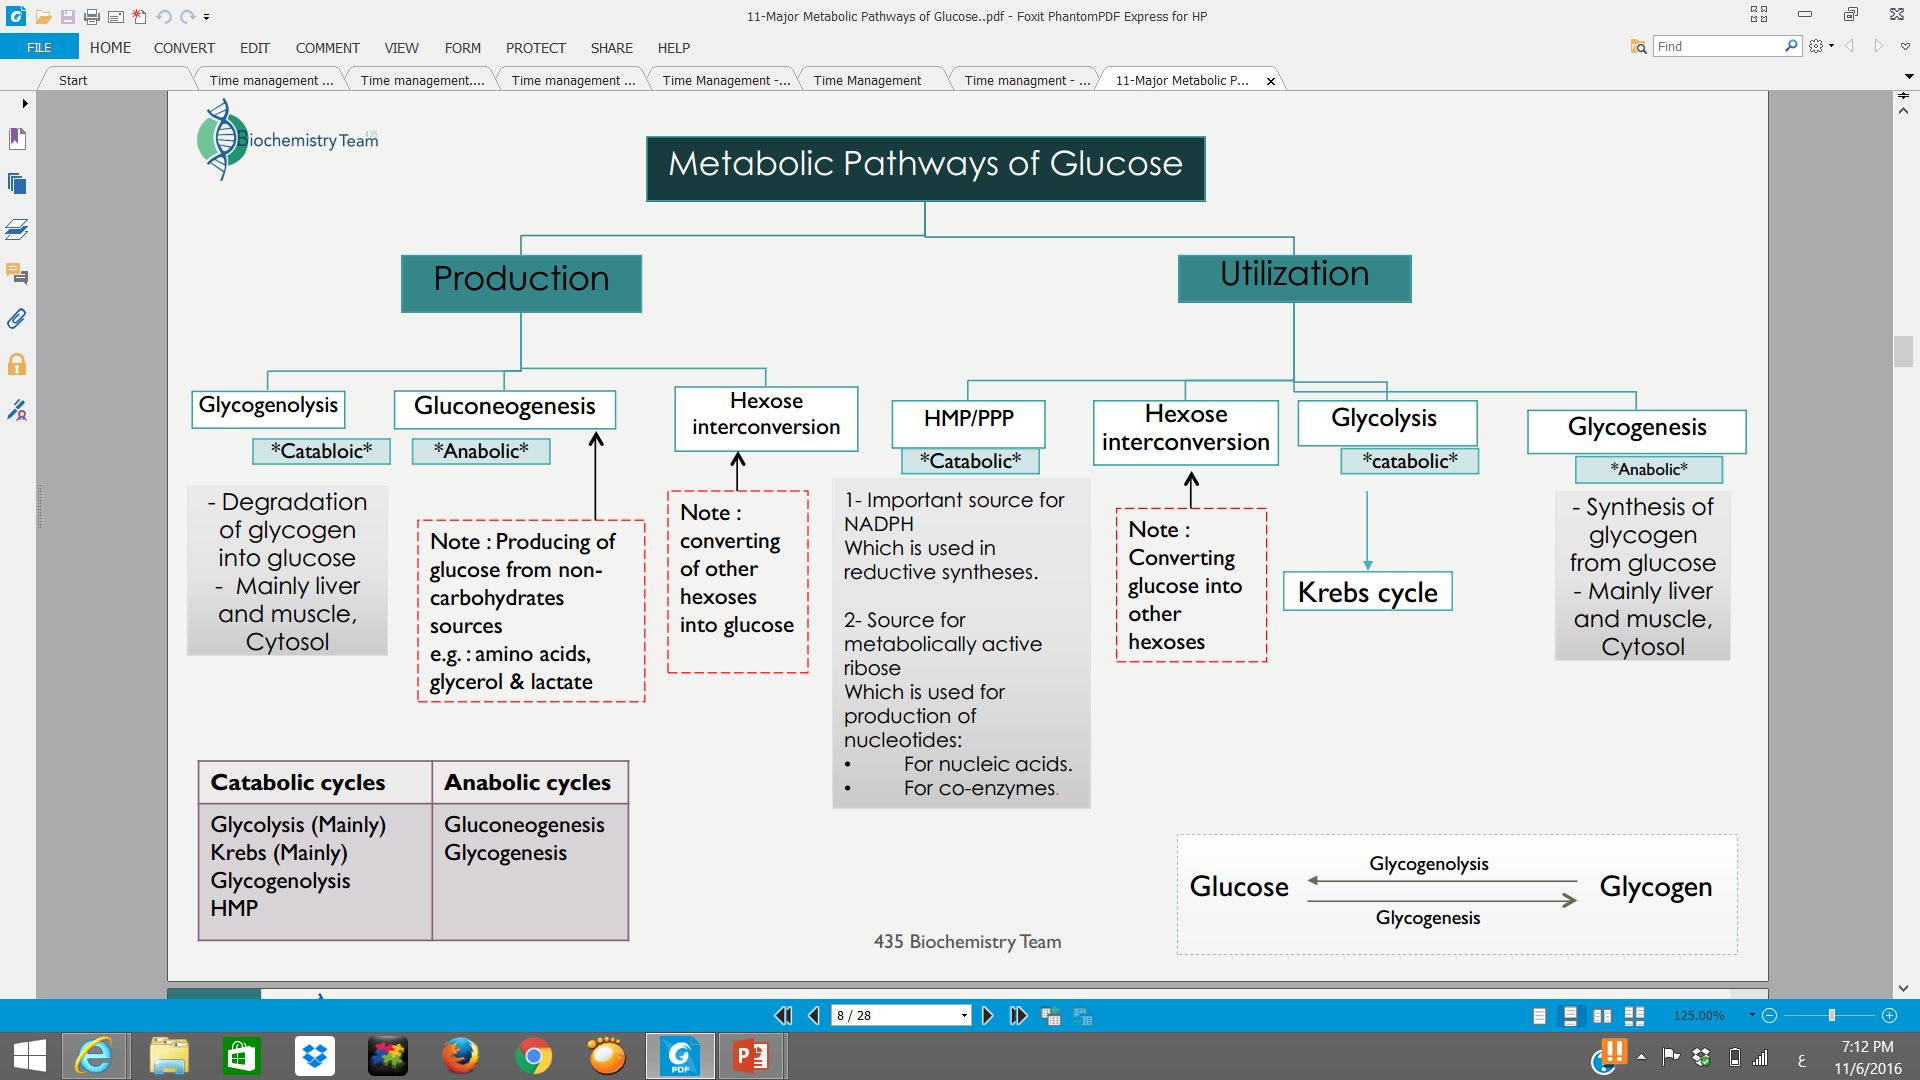 11-Major Metabolic Pathways of Glucose..pdf - Foxit PhantomPDF Express for HP
FILE HOME CONVERT EDIT COMMENT VIEW FORM PROTECT SHARE HELP
Find
Start
Time management ...
Time management....
Time management ...
Time Management -...
Time Management
Time managment - ...
11-Major Metabolic P...
435
Biochemistry Team
Metabolic Pathways of Glucose
Production
Utilization
Glycogenolysis
*Catabloic*
- Degradation
of glycogen
into glucose
- Mainly liver
and muscle,
Cytosol
Gluconeogenesis
*Anabolic*
Note : Producing of
glucose from non-
carbohydrates
sources
e.g. : amino acids,
glycerol & lactate
Hexose
interconversion
Note :
converting
of other
hexoses
into glucose
HMP/PPP
*Catabolic*
1- Important source for
NADPH
Which is used in
reductive syntheses.
2- Source for
metabolically active
ribose
Which is used for
production of
nucleotides:
• For nucleic acids.
• For co-enzymes.
Hexose
interconversion
Note :
Converting
glucose into
other
hexoses
Glycolysis
*catabolic*
Krebs cycle
Glycogenesis
*Anabolic*
- Synthesis of
glycogen
from glucose
- Mainly liver
and muscle,
Cytosol
Catabolic cycles
Glycolysis (Mainly)
Krebs (Mainly)
Glycogenolysis
HMP
Anabolic cycles
Gluconeogenesis
Glycogenesis
Glycogenolysis
Glucose
Glycogen
Glycogenesis
435 Biochemistry Team
8 / 28
125.00%
PDF
ع
7:12 PM
11/6/2016